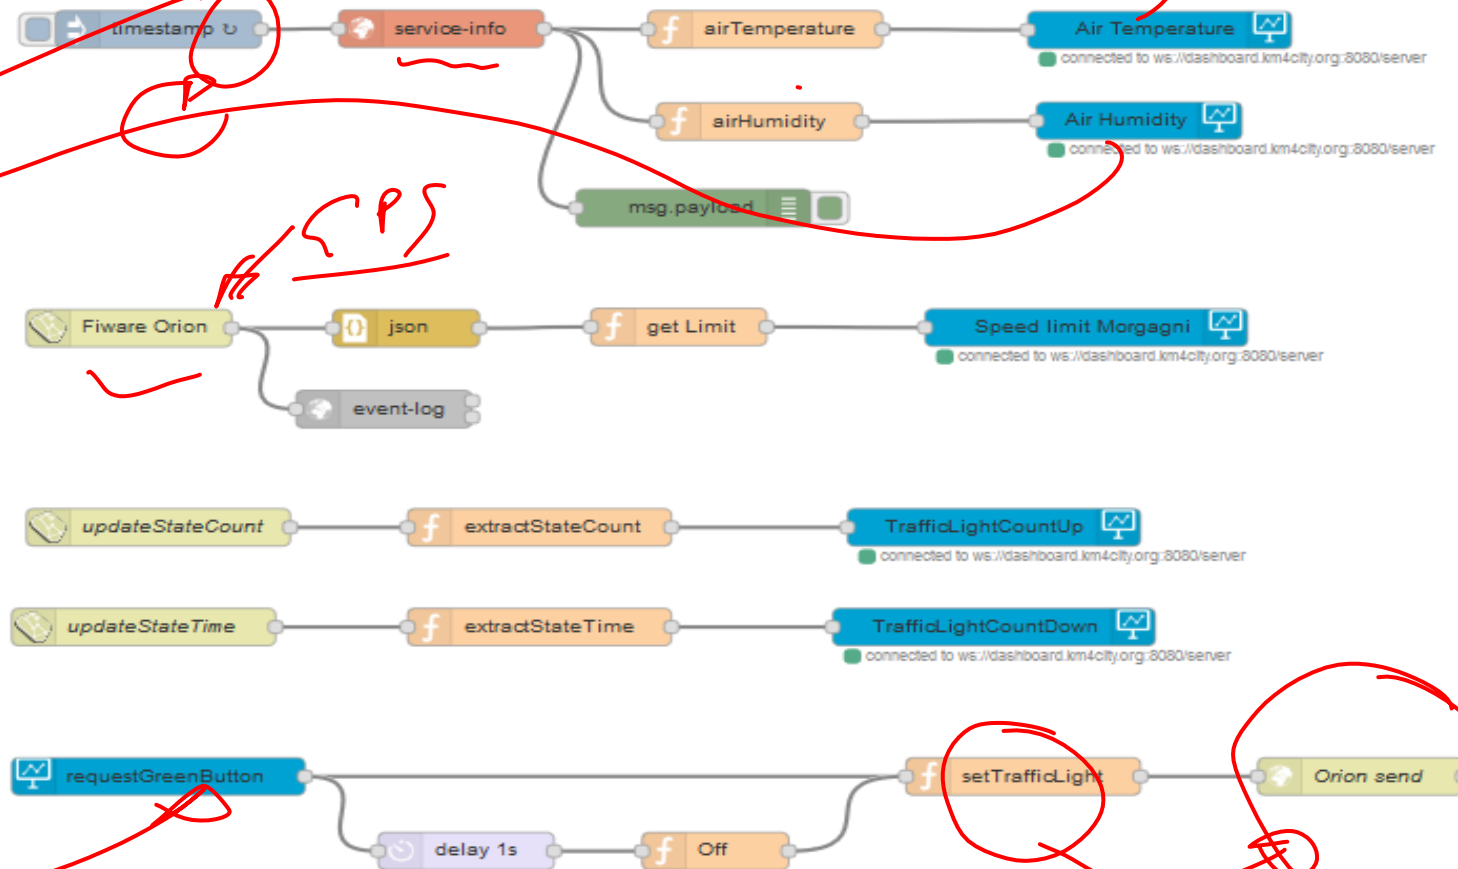 timestamp ↻ service-info airTemperature Air Temperature
connected to ws://dashboard.km4city.org:8080/server
airHumidity Air Humidity
connected to ws://dashboard.km4city.org:8080/server
msg.payload
GPS
Fiware Orion {} json get Limit Speed limit Morgagni
connected to ws://dashboard.km4city.org:8080/server
event-log
updateStateCount extractStateCount TrafficLightCountUp
connected to ws://dashboard.km4city.org:8080/server
updateStateTime extractStateTime TrafficLightCountDown
connected to ws://dashboard.km4city.org:8080/server
requestGreenButton setTrafficLight Orion send
delay 1s Off